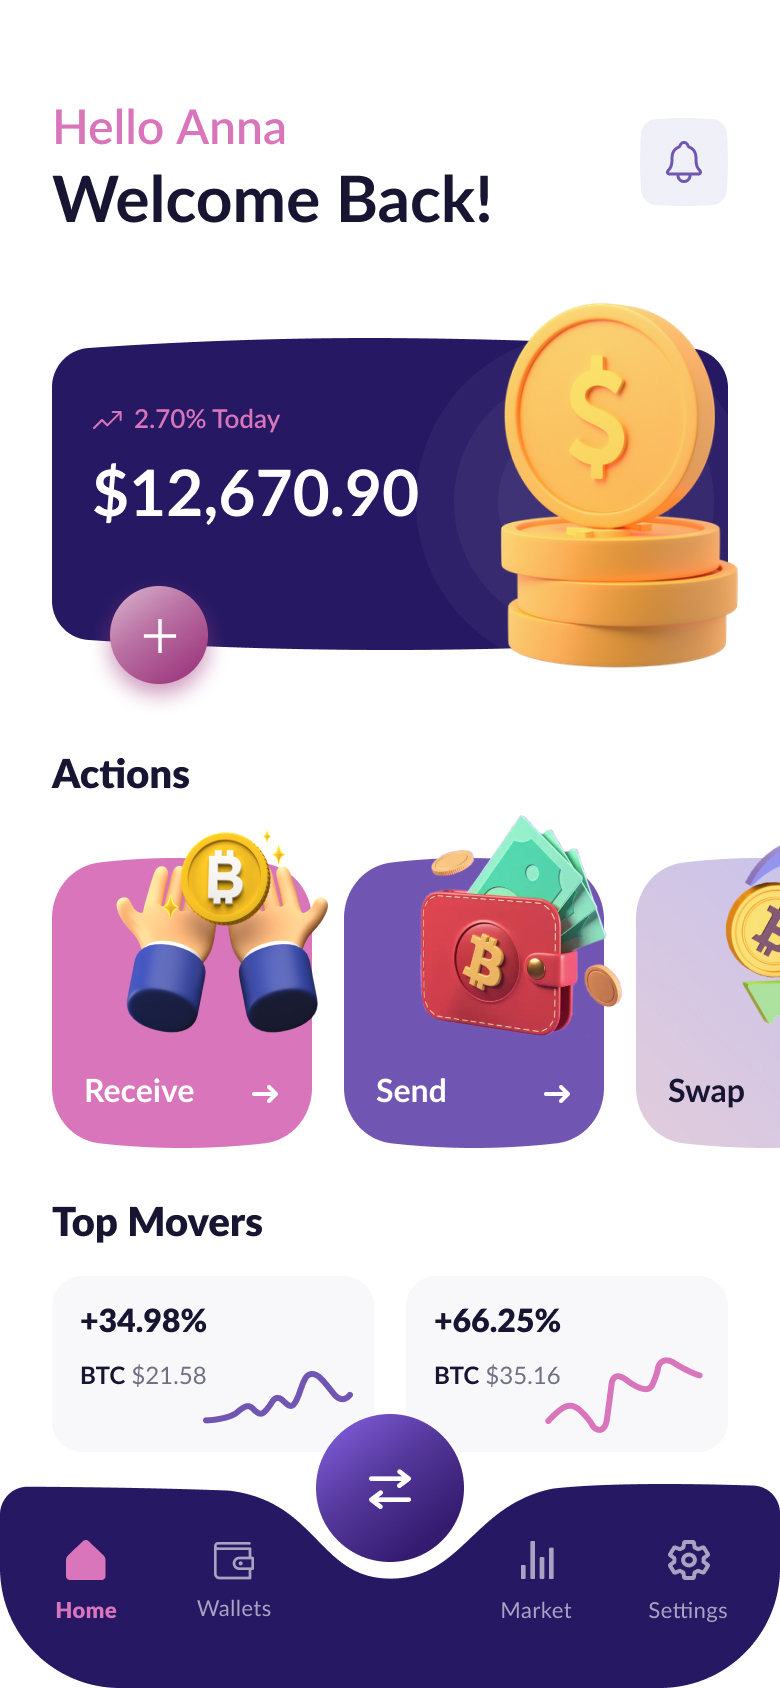 Hello Anna
Welcome Back!
2.70% Today
$12,670.90
Actions
Receive
Send
Swap
Top Movers
+34.98%
BTC $21.58
+66.25%
BTC $35.16
Home
Wallets
Market
Settings